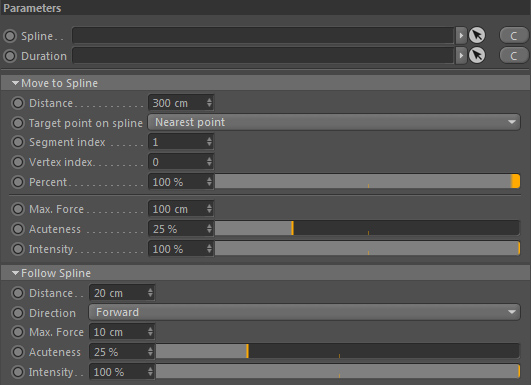 Parameters
Spline. . C
Duration C
Move to Spline
Distance. . . . . . . . . . . . 300 cm
Target point on spline Nearest point
Segment index . . . . . 1
Vertex index. . . . . . . . 0
Percent. . . . . . . . . . . . . 100 %
Max. Force . . . . . . . . . 100 cm
Acuteness . . . . . . . . . . 25 %
Intensity. . . . . . . . . . . . 100 %
Follow Spline
Distance. . 20 cm
Direction Forward
Max. Force 10 cm
Acuteness 25 %
Intensity. . 100 %